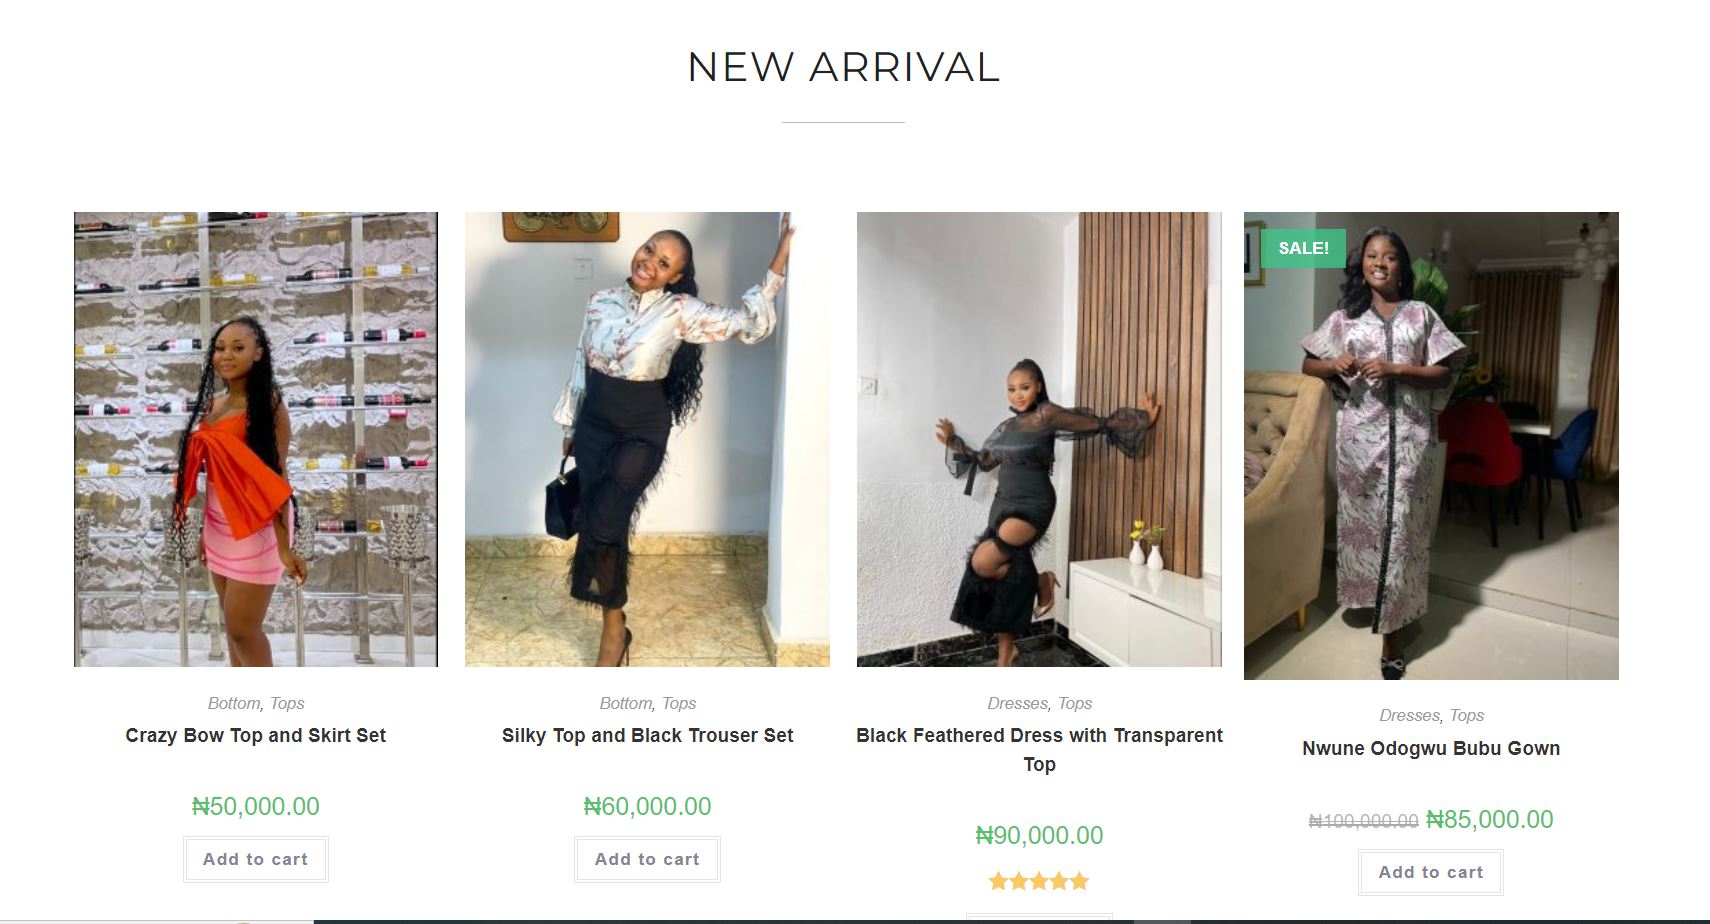 NEW ARRIVAL
SALE!
Bottom, Tops
Crazy Bow Top and Skirt Set
₦50,000.00
Add to cart
Bottom, Tops
Silky Top and Black Trouser Set
₦60,000.00
Add to cart
Dresses, Tops
Black Feathered Dress with Transparent
Top
₦90,000.00
Dresses, Tops
Nwune Odogwu Bubu Gown
₦100,000.00 ₦85,000.00
Add to cart